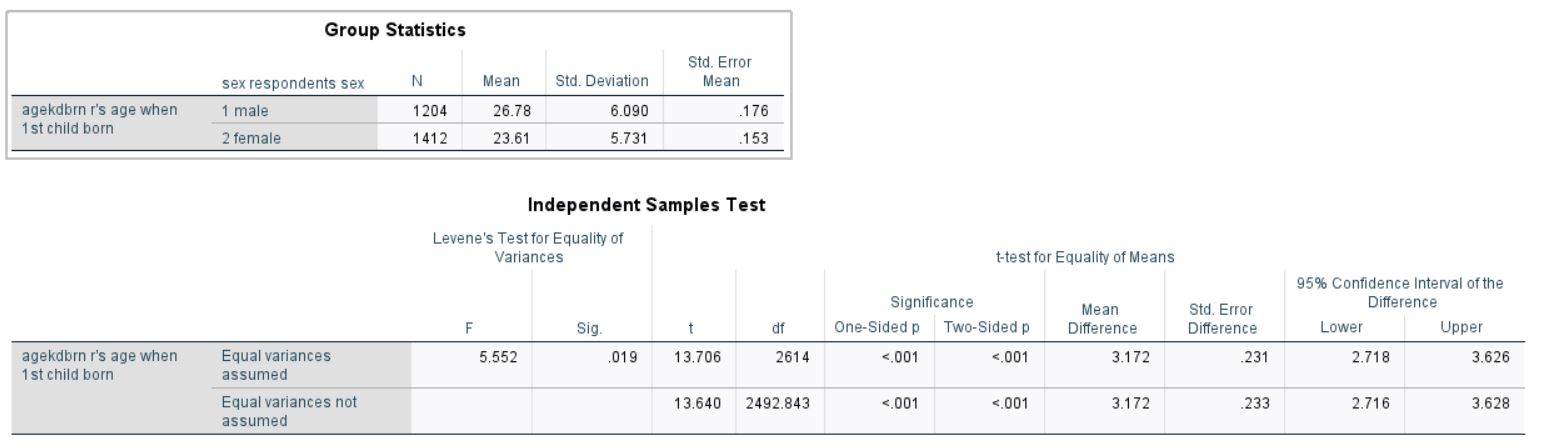 Group Statistics
sex respondents sex N Mean Std. Deviation Std. Error Mean
agekdbrn r's age when 1st child born 1 male 1204 26.78 6.090 .176
2 female 1412 23.61 5.731 .153
Independent Samples Test
Levene's Test for Equality of Variances
t-test for Equality of Means
F Sig. t df
Significance
One-Sided p Two-Sided p
Mean Difference
Std. Error Difference
95% Confidence Interval of the Difference
Lower Upper
agekdbrn r's age when 1st child born Equal variances assumed 5.552 .019 13.706 2614 <.001 <.001 3.172 .231 2.718 3.626
Equal variances not assumed 13.640 2492.843 <.001 <.001 3.172 .233 2.716 3.628